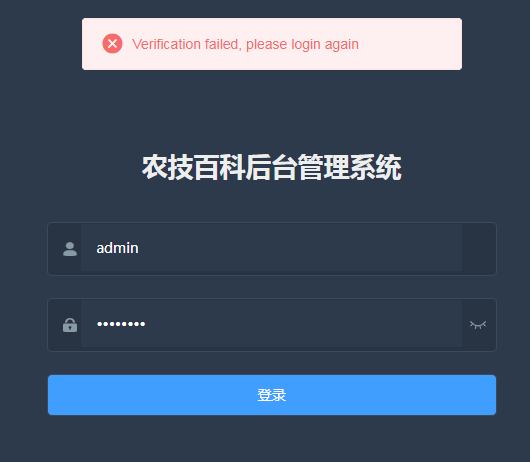 Verification failed, please login again
农技百科后台管理系统
admin
••••••••
登录